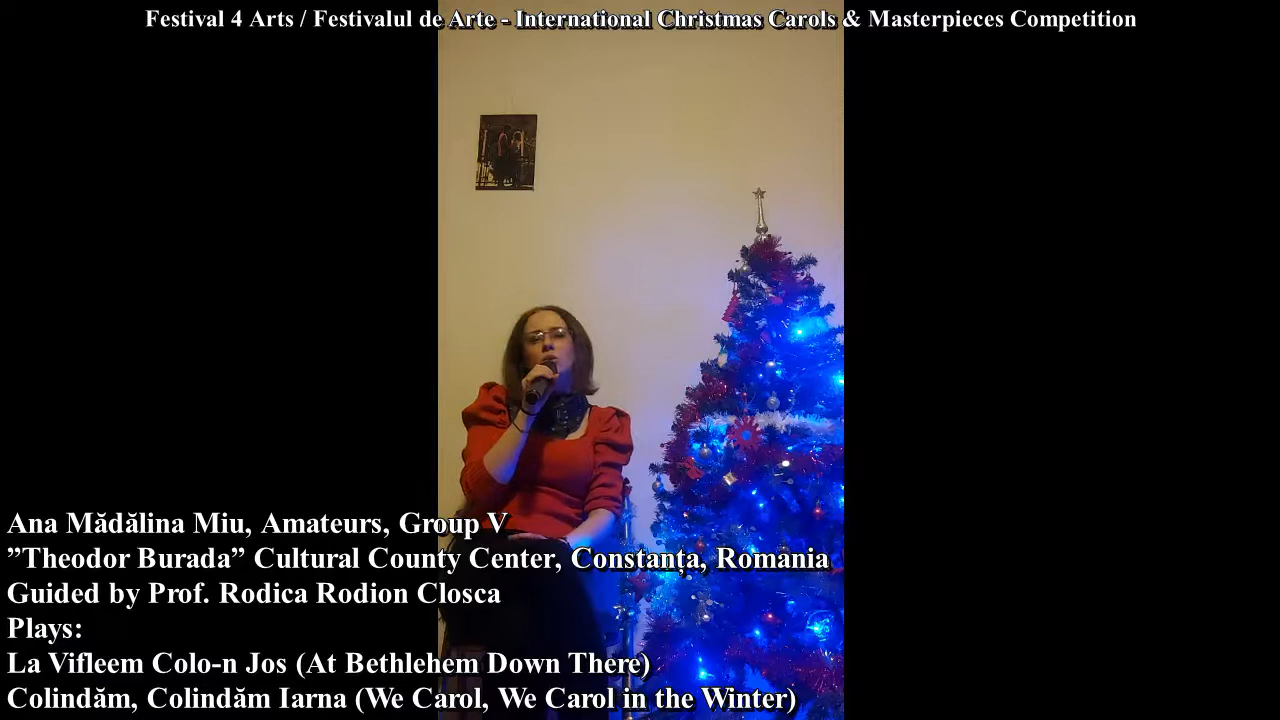 Festival 4 Arts / Festivalul de Arte - International Christmas Carols & Masterpieces Competition
Ana Mădălina Miu, Amateurs, Group V
”Theodor Burada” Cultural County Center, Constanța, Romania
Guided by Prof. Rodica Rodion Closca
Plays:
La Vifleem Colo-n Jos (At Bethlehem Down There)
Colindăm, Colindăm Iarna (We Carol, We Carol in the Winter)